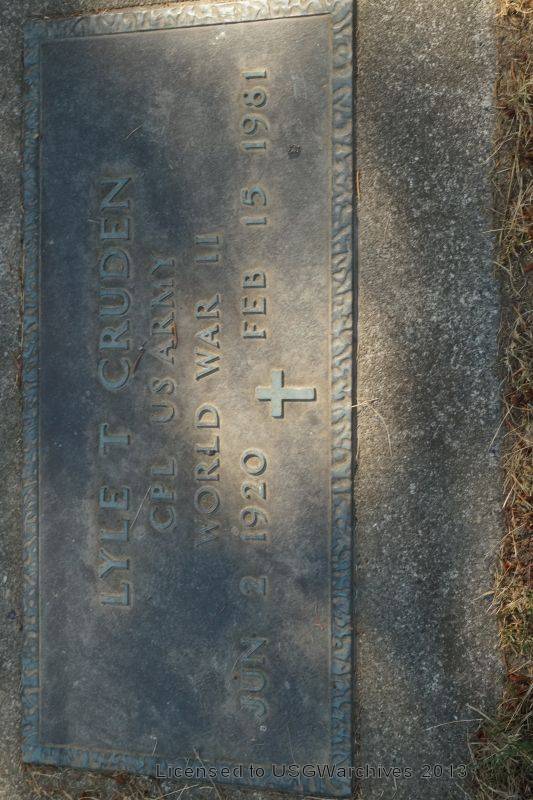 LYLE T CRUDEN
CPL US ARMY
WORLD WAR II
JUN 2 1920 FEB 15 1981
Licensed to USGWarchives 2013